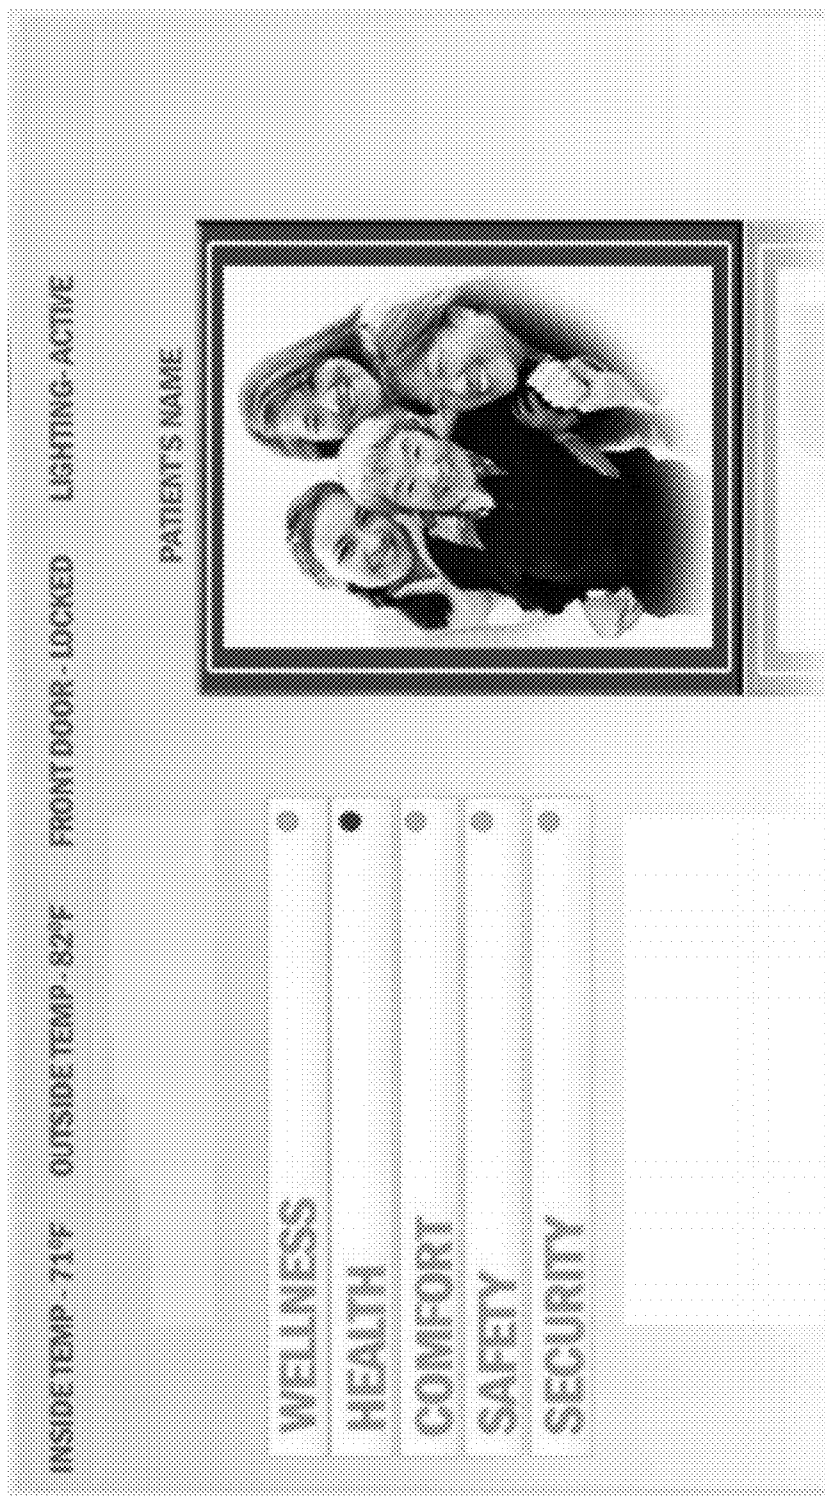 INSIDE TEMP - 71°F OUTSIDE TEMP - 82°F FRONT DOOR - LOCKED LIGHTING - ACTIVE
PATIENT'S NAME
WELLNESS
HEALTH
COMFORT
SAFETY
SECURITY